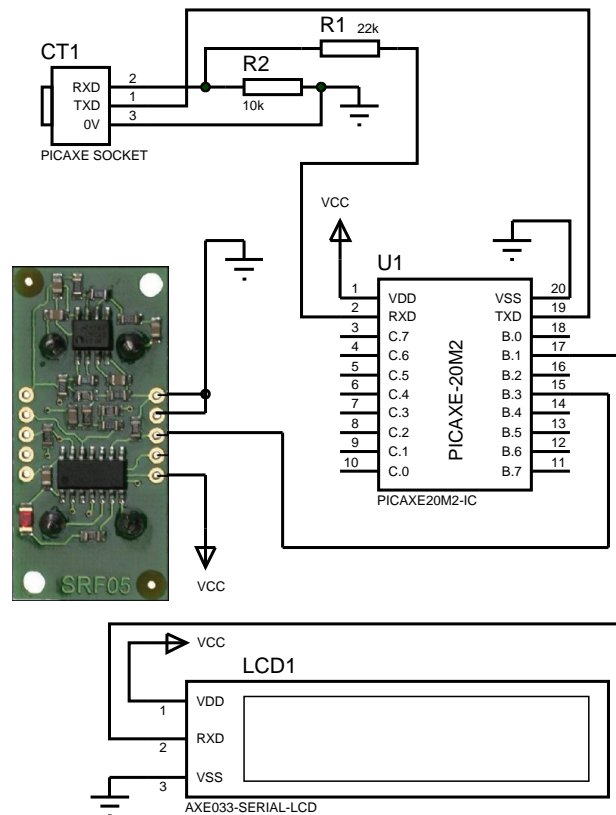 R1 22k
CT1
R2
10k
RXD 2
TXD 1
0V 3
PICAXE SOCKET
VCC
U1
1 VDD VSS 20
2 RXD TXD 19
3 C.7 B.0 18
4 C.6 B.1 17
5 C.5 B.2 16
6 C.4 B.3 15
7 C.3 B.4 14
8 C.2 B.5 13
9 C.1 B.6 12
10 C.0 B.7 11
PICAXE-20M2
PICAXE20M2-IC
SRF05
VCC
VCC
LCD1
1 VDD
2 RXD
3 VSS
AXE033-SERIAL-LCD